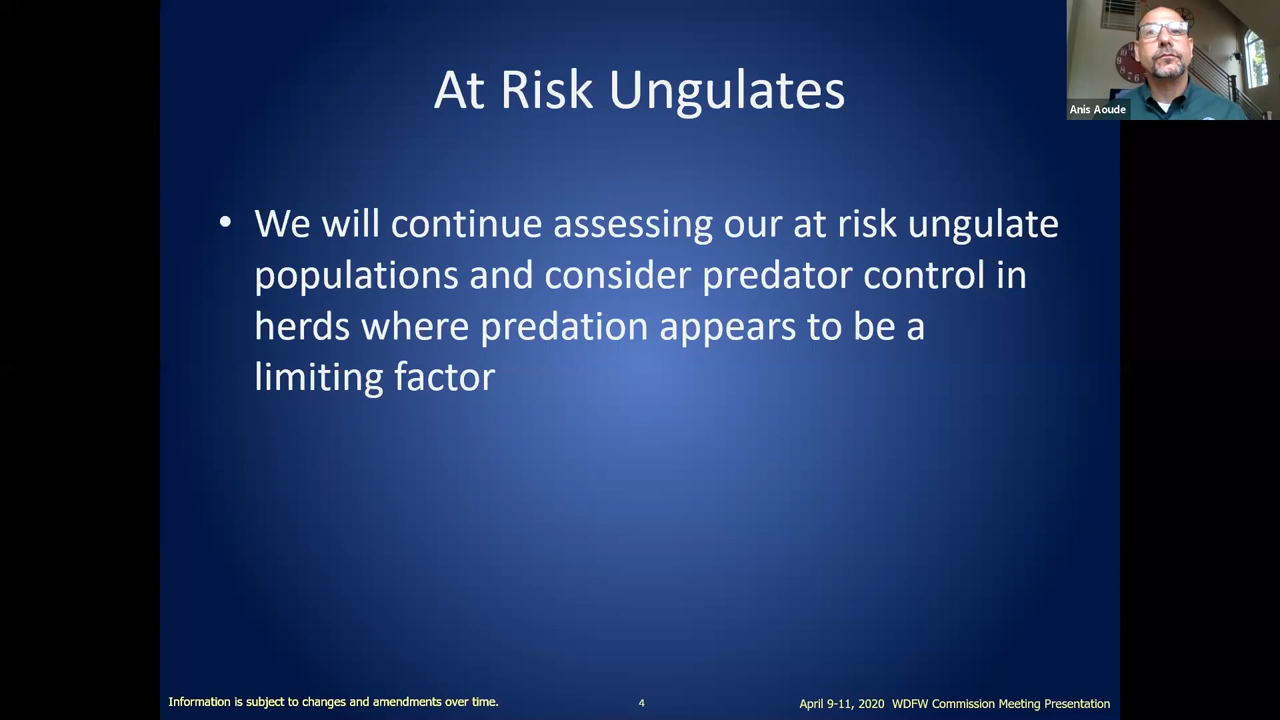 At Risk Ungulates
Anis Aoude
• We will continue assessing our at risk ungulate
populations and consider predator control in
herds where predation appears to be a
limiting factor
Information is subject to changes and amendments over time.
4
April 9-11, 2020 WDFW Commission Meeting Presentation